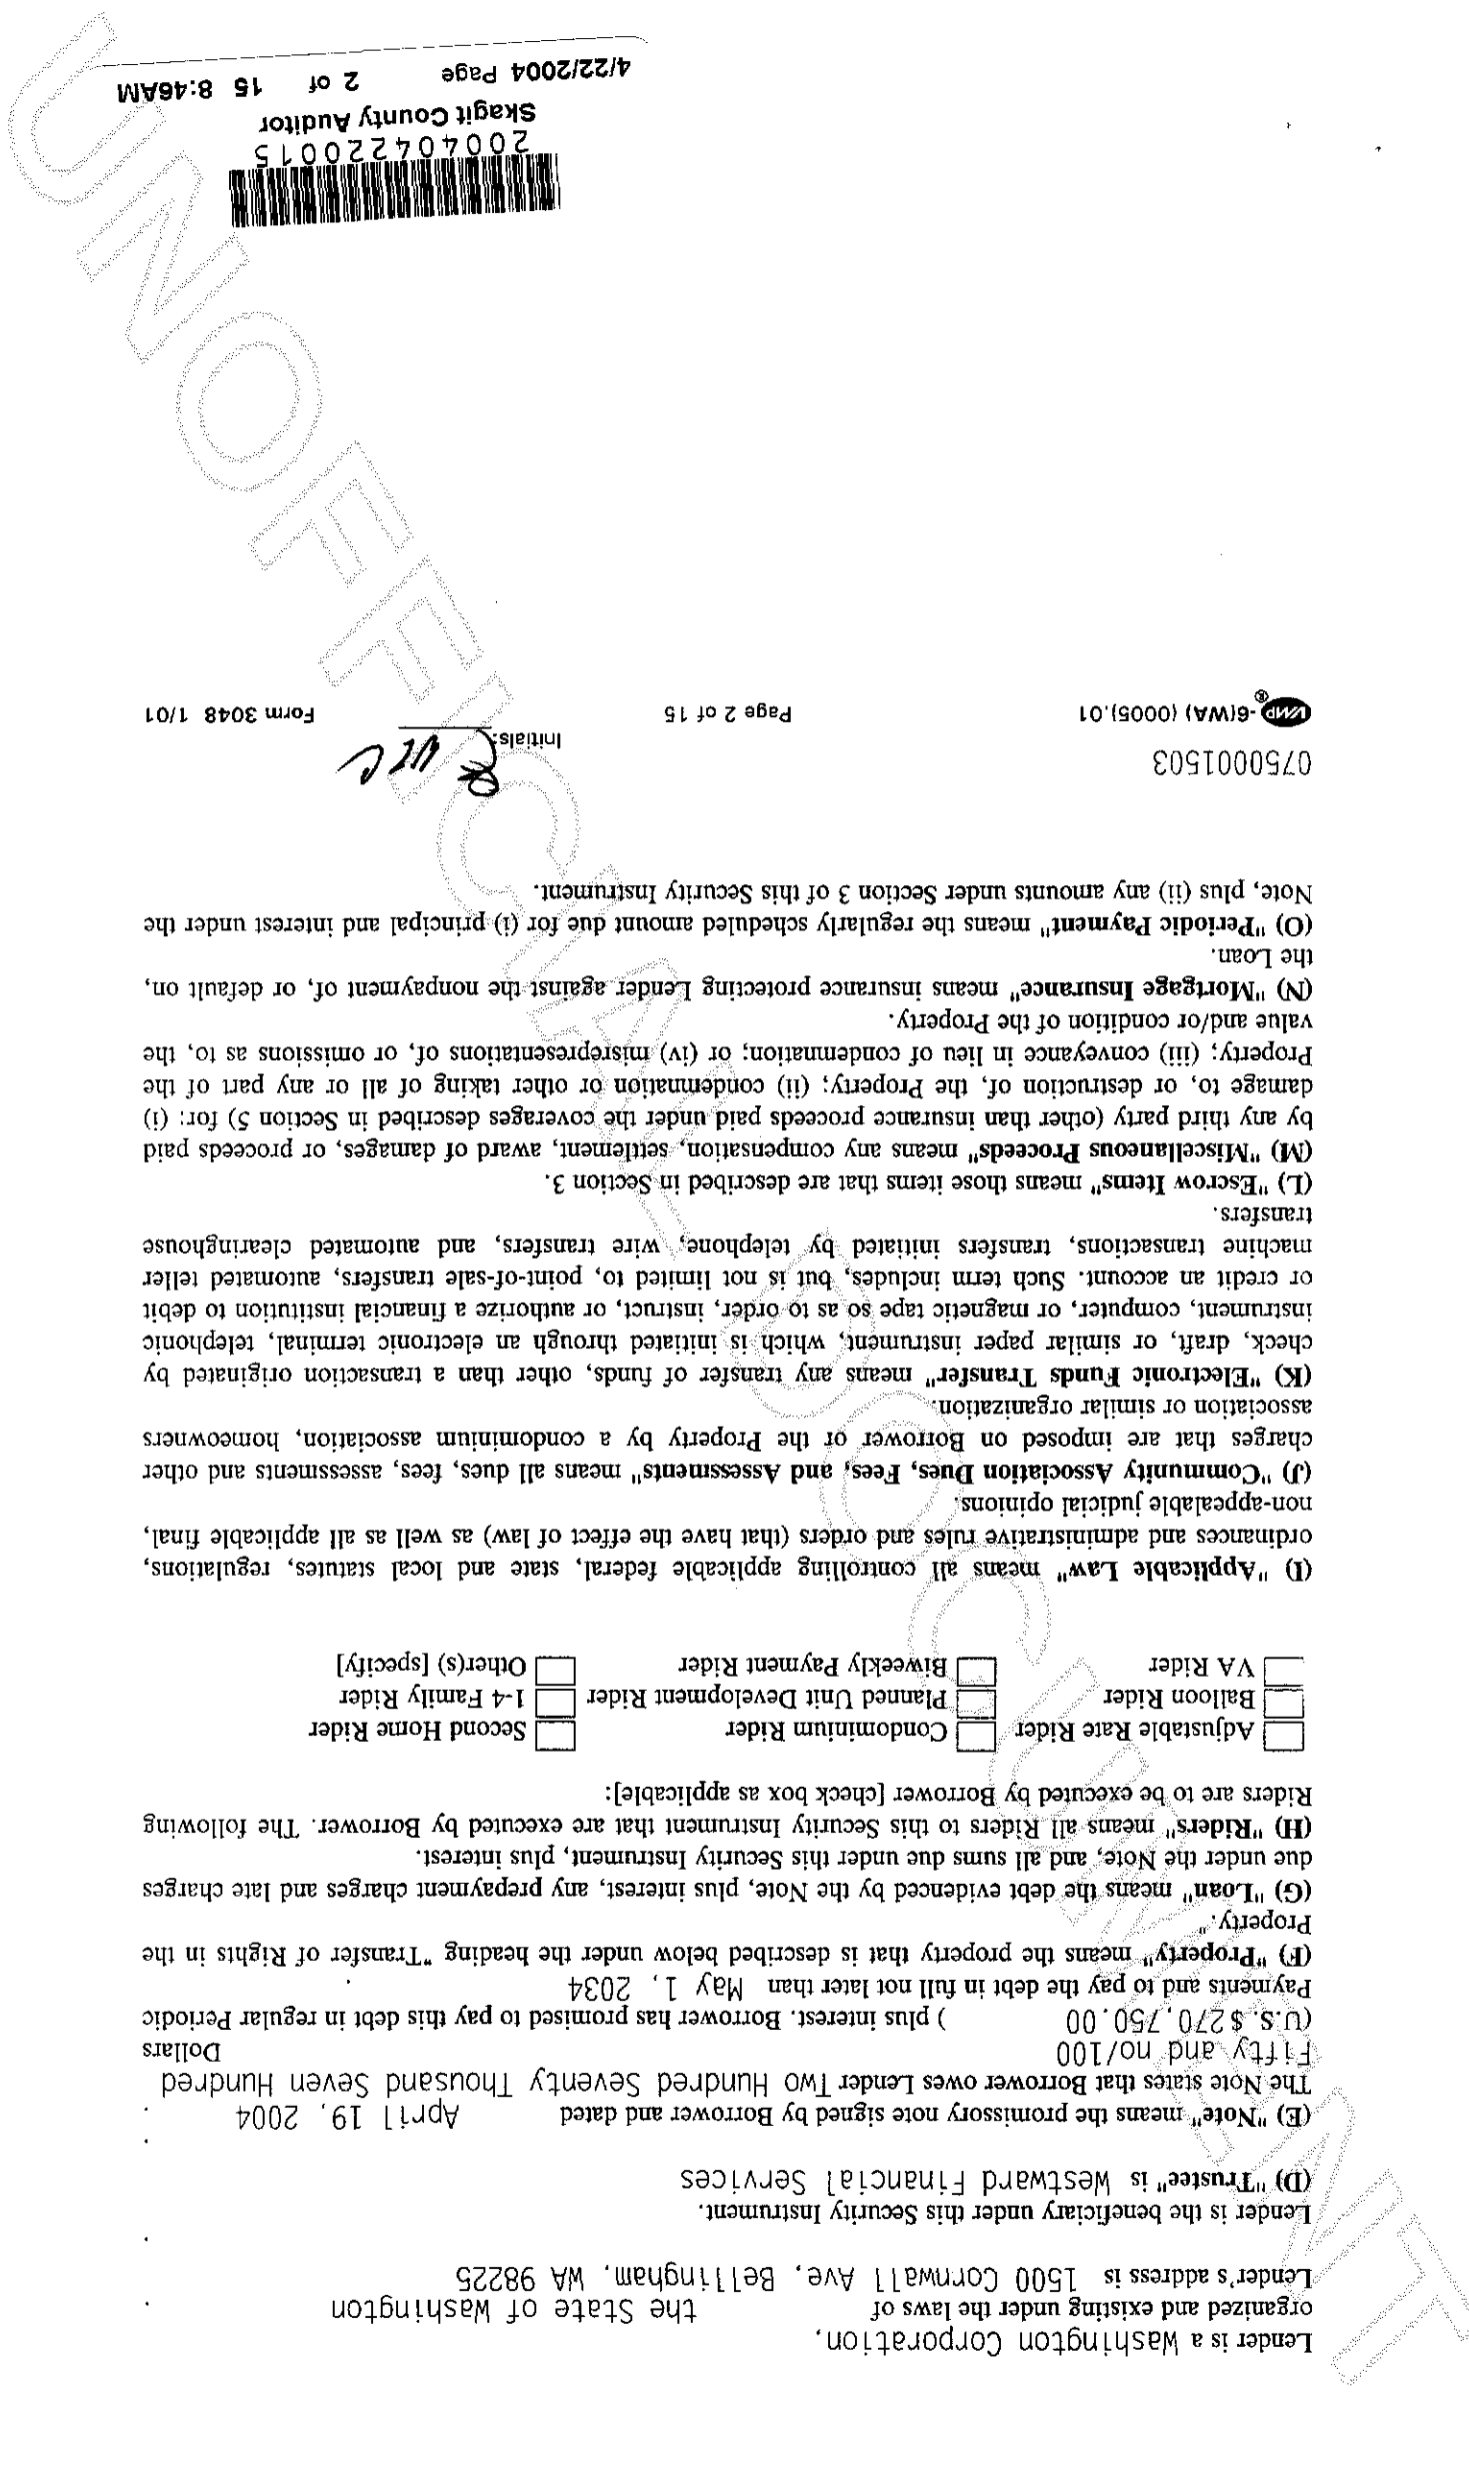 Lender is a Washington Corporation,
organized and existing under the laws of the State of Washington .
Lender's address is 1500 Cornwall Ave, Bellingham, WA 98225
.
Lender is the beneficiary under this Security Instrument.
(D) "Trustee" is Westward Financial Services
.
(E) "Note" means the promissory note signed by Borrower and dated April 19, 2004 .
The Note states that Borrower owes Lender Two Hundred Seventy Thousand Seven Hundred
Fifty and no/100 Dollars
(U.S. $270,750.00 ) plus interest. Borrower has promised to pay this debt in regular Periodic
Payments and to pay the debt in full not later than May 1, 2034 .
(F) "Property" means the property that is described below under the heading "Transfer of Rights in the
Property."
(G) "Loan" means the debt evidenced by the Note, plus interest, any prepayment charges and late charges
due under the Note, and all sums due under this Security Instrument, plus interest.
(H) "Riders" means all Riders to this Security Instrument that are executed by Borrower. The following
Riders are to be executed by Borrower [check box as applicable]:
Adjustable Rate Rider Condominium Rider Second Home Rider
Balloon Rider Planned Unit Development Rider 1-4 Family Rider
VA Rider Biweekly Payment Rider Other(s) [specify]
(I) "Applicable Law" means all controlling applicable federal, state and local statutes, regulations,
ordinances and administrative rules and orders (that have the effect of law) as well as all applicable final,
non-appealable judicial opinions.
(J) "Community Association Dues, Fees, and Assessments" means all dues, fees, assessments and other
charges that are imposed on Borrower or the Property by a condominium association, homeowners
association or similar organization.
(K) "Electronic Funds Transfer" means any transfer of funds, other than a transaction originated by
check, draft, or similar paper instrument, which is initiated through an electronic terminal, telephonic
instrument, computer, or magnetic tape so as to order, instruct, or authorize a financial institution to debit
or credit an account. Such term includes, but is not limited to, point-of-sale transfers, automated teller
machine transactions, transfers initiated by telephone, wire transfers, and automated clearinghouse
transfers.
(L) "Escrow Items" means those items that are described in Section 3.
(M) "Miscellaneous Proceeds" means any compensation, settlement, award of damages, or proceeds paid
by any third party (other than insurance proceeds paid under the coverages described in Section 5) for: (i)
damage to, or destruction of, the Property; (ii) condemnation or other taking of all or any part of the
Property; (iii) conveyance in lieu of condemnation; or (iv) misrepresentations of, or omissions as to, the
value and/or condition of the Property.
(N) "Mortgage Insurance" means insurance protecting Lender against the nonpayment of, or default on,
the Loan.
(O) "Periodic Payment" means the regularly scheduled amount due for (i) principal and interest under the
Note, plus (ii) any amounts under Section 3 of this Security Instrument.
0750001503
Initials:
VMP®-6(WA) (0005).01 Page 2 of 15 Form 3048 1/01
200404220015
Skagit County Auditor
4/22/2004 Page 2 of 15 8:46AM
UNOFFICIAL DOCUMENT